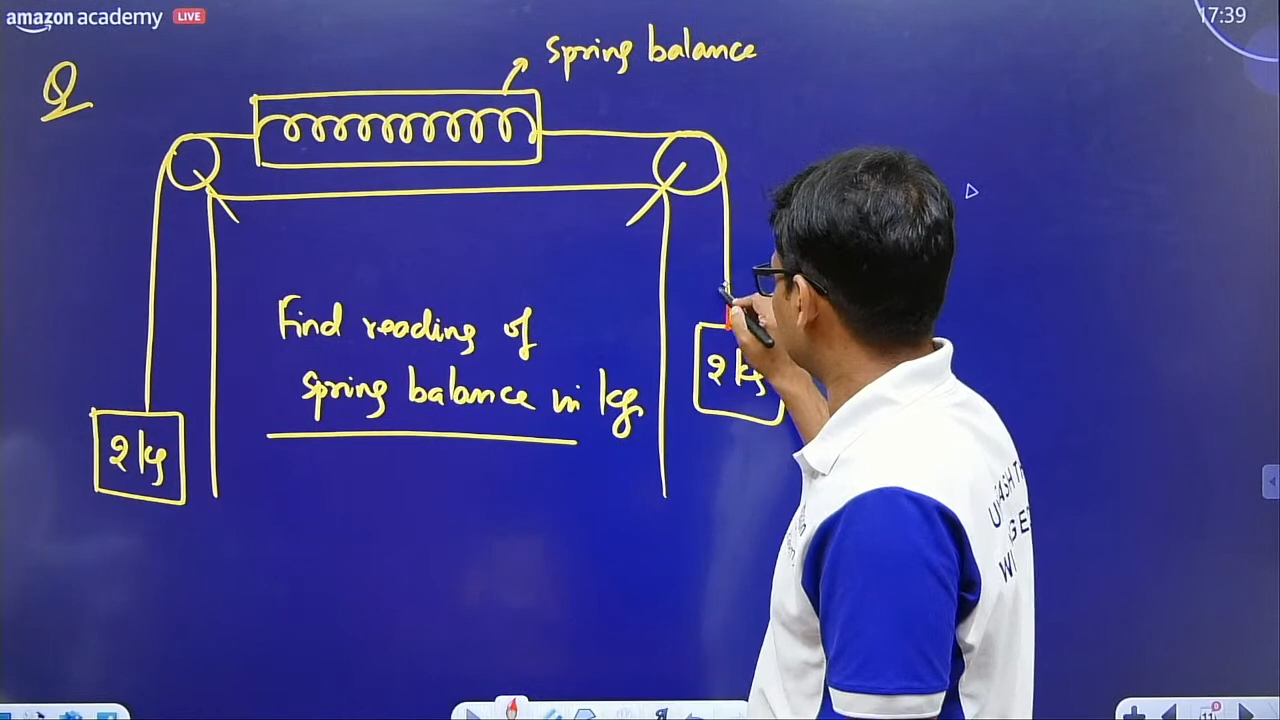 amazon academy LIVE
17:39
Q
Spring balance
Find reading of
spring balance in kg
2 kg
2 kg